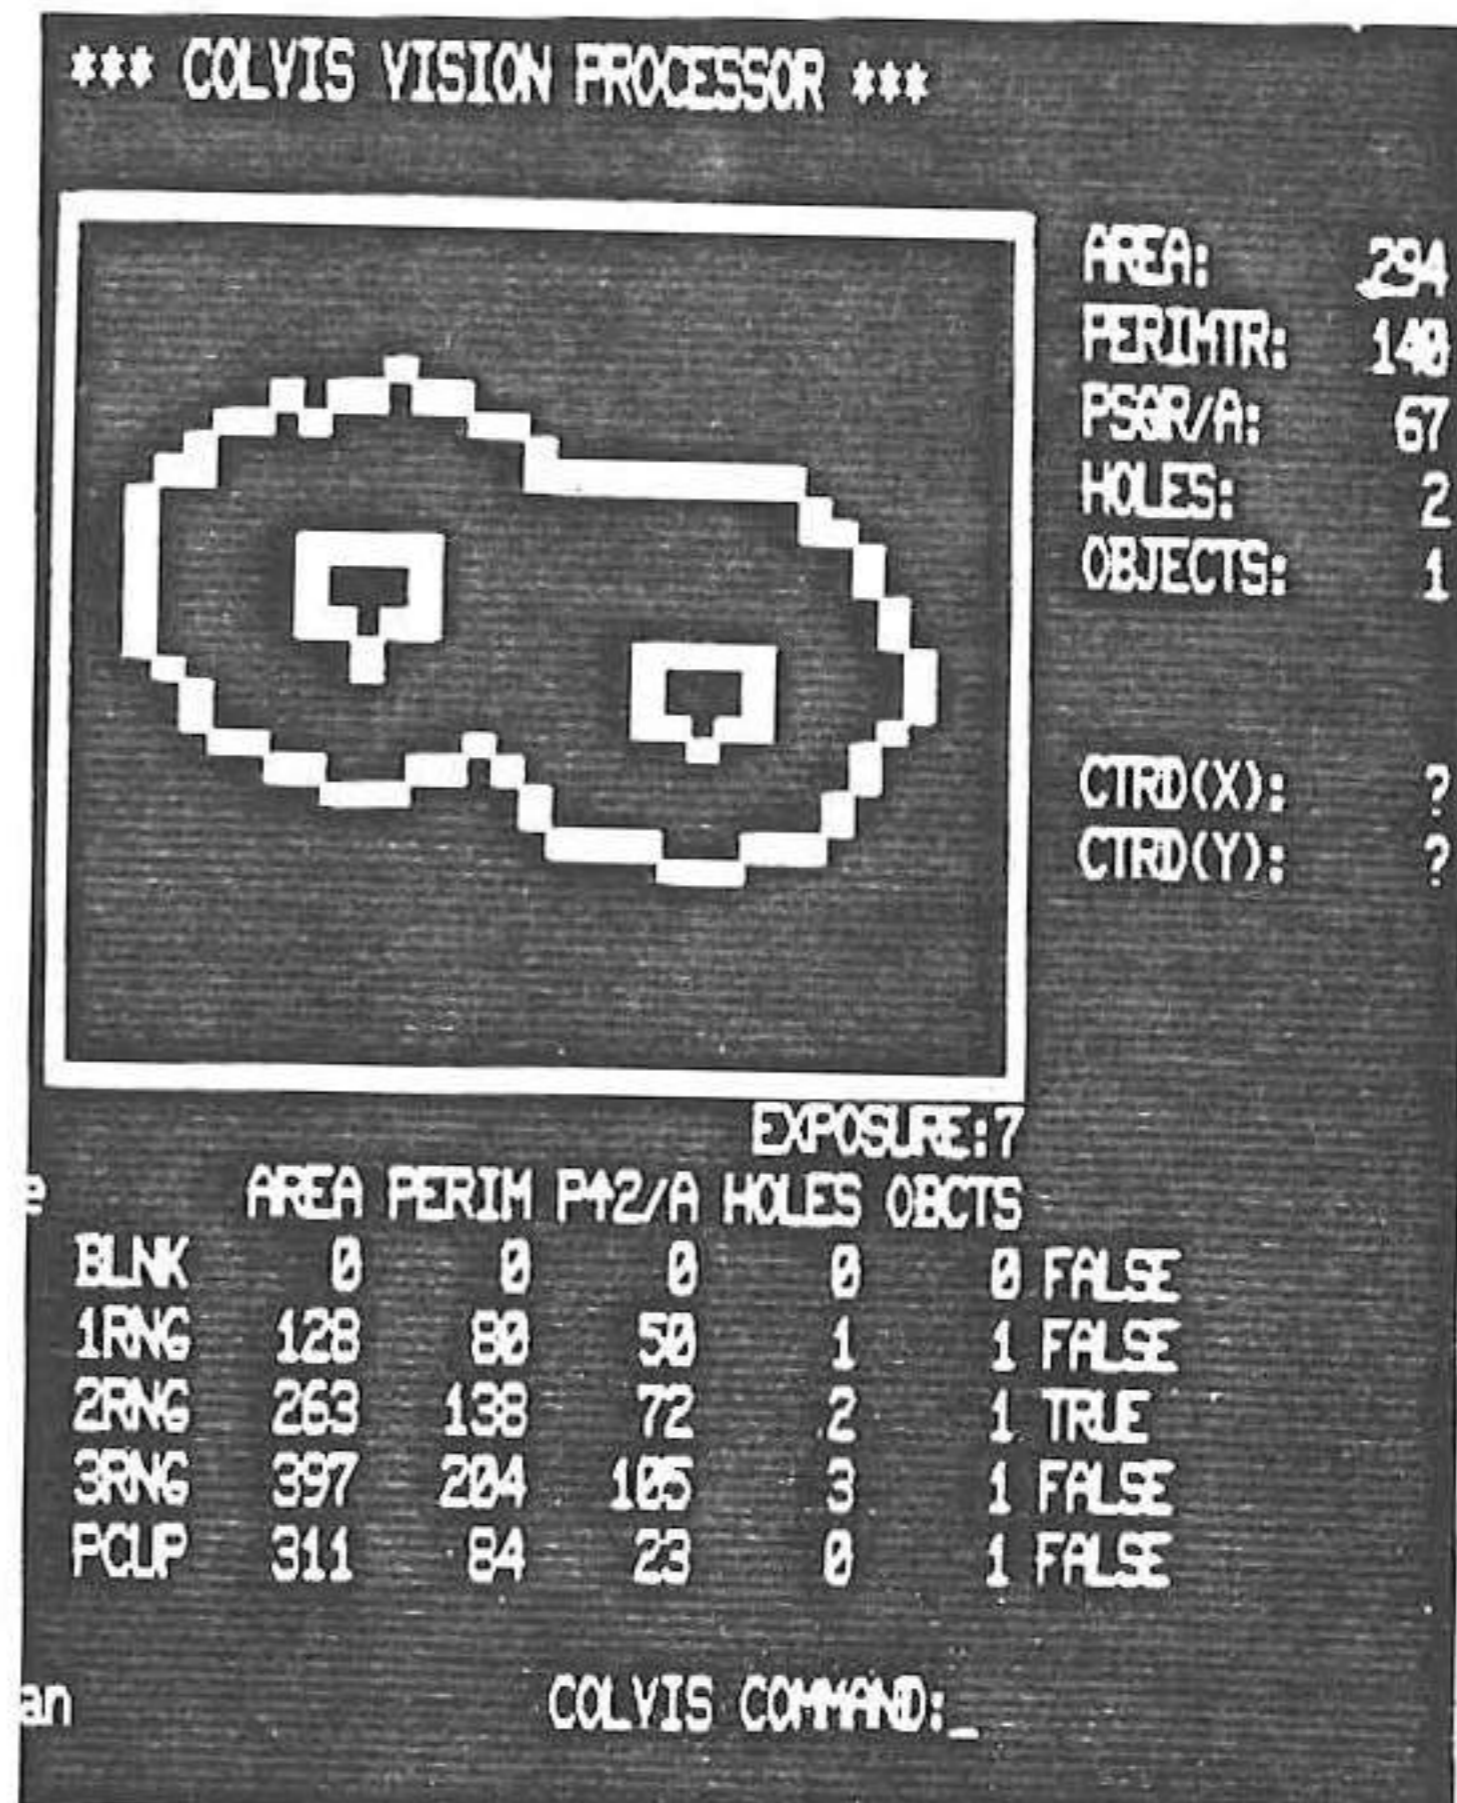 *** COLVIS VISION PROCESSOR ***
AREA: 294
PERIMTR: 140
PSQR/A: 67
HOLES: 2
OBJECTS: 1
CTRD(X): ?
CTRD(Y): ?
EXPOSURE:7
e AREA PERIM P↑2/A HOLES OBCTS
BLNK 0 0 0 0 0 FALSE
1RNG 128 80 50 1 1 FALSE
2RNG 263 138 72 2 1 TRUE
3RNG 397 204 105 3 1 FALSE
PCUP 311 84 23 0 1 FALSE
an COLVIS COMMAND:_